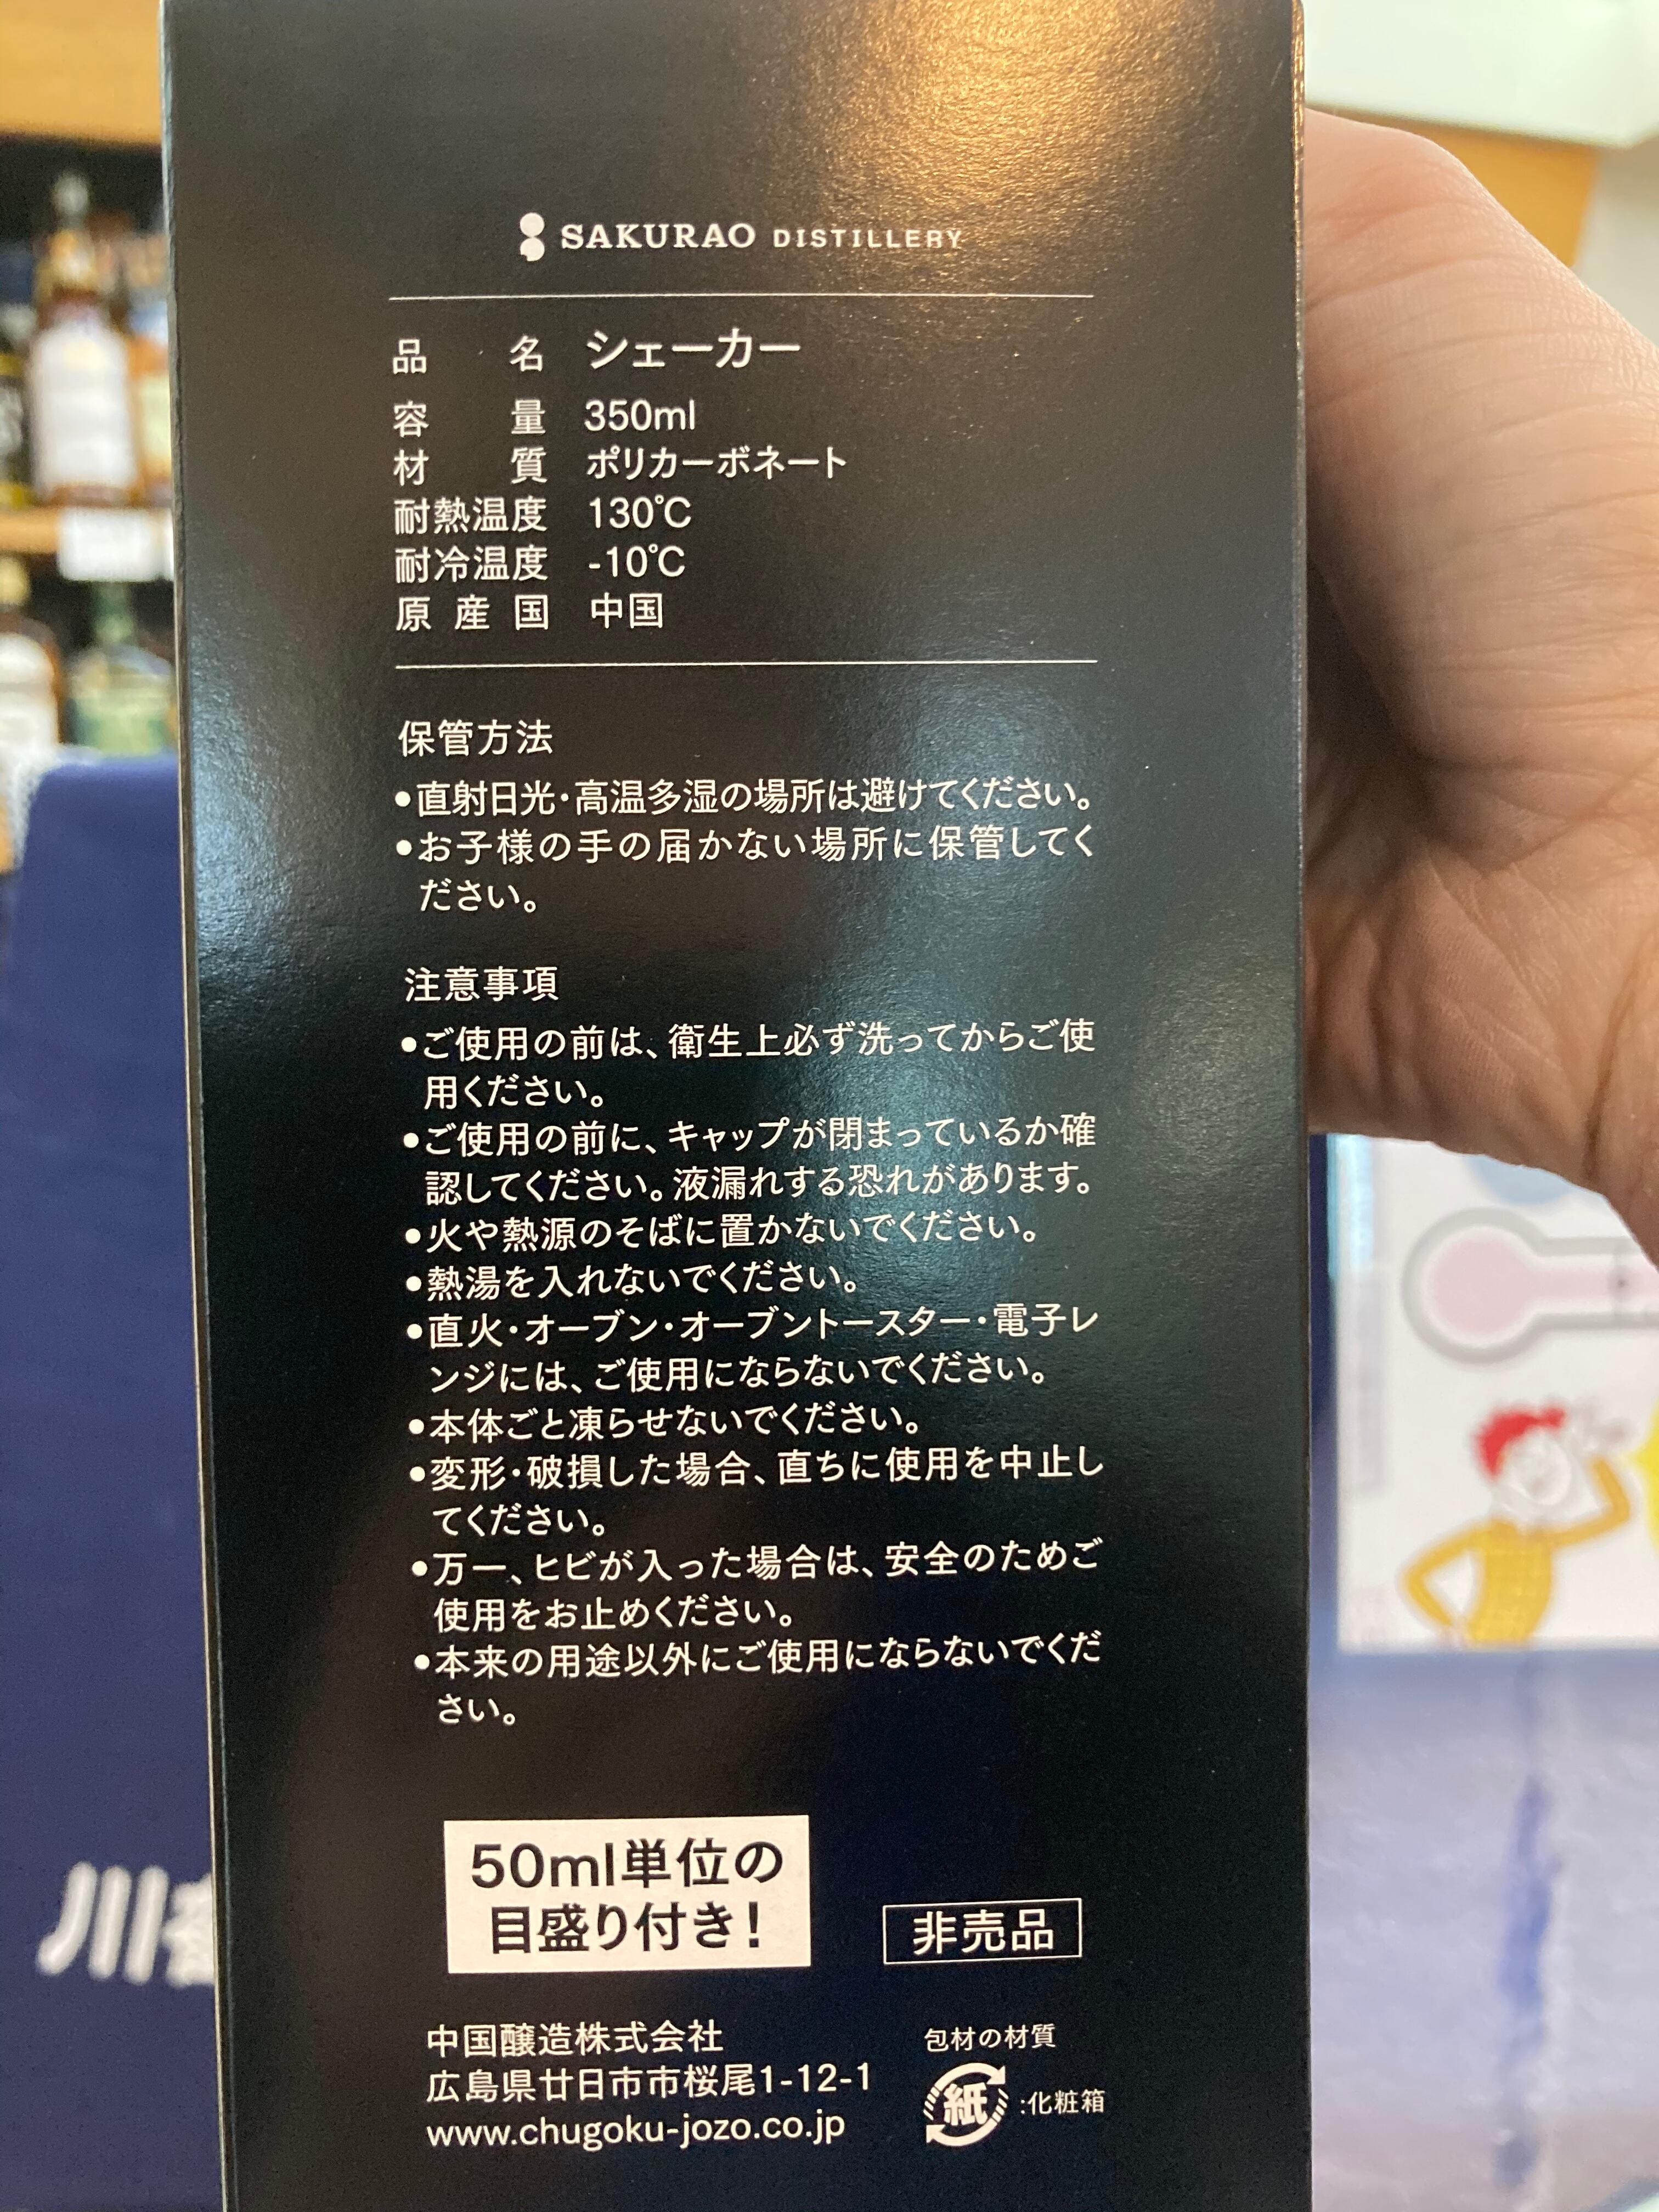 SAKURAO DISTILLERY
品名 シェーカー
容量 350ml
材質 ポリカーボネート
耐熱温度 130℃
耐冷温度 -10℃
原産国 中国
保管方法
•直射日光・高温多湿の場所は避けてください。
•お子様の手の届かない場所に保管してく
ださい。
注意事項
•ご使用の前は、衛生上必ず洗ってからご使
用ください。
•ご使用の前に、キャップが閉まっているか確
認してください。液漏れする恐れがあります。
•火や熱源のそばに置かないでください。
•熱湯を入れないでください。
•直火・オーブン・オーブントースター・電子レ
ンジには、ご使用にならないでください。
•本体ごと凍らせないでください。
•変形・破損した場合、直ちに使用を中止し
てください。
•万一、ヒビが入った場合は、安全のためご
使用をお止めください。
•本来の用途以外にご使用にならないでくだ
さい。
50ml単位の
目盛り付き!
非売品
中国醸造株式会社
広島県廿日市市桜尾1-12-1
www.chugoku-jozo.co.jp
包材の材質
紙 :化粧箱
川